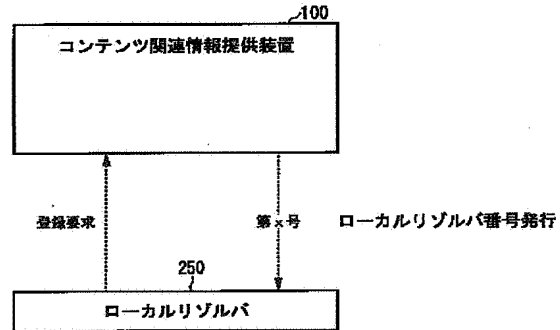 100
コンテンツ関連情報提供装置
登録要求
第x号
ローカルリゾルバ番号発行
250
ローカルリゾルバ